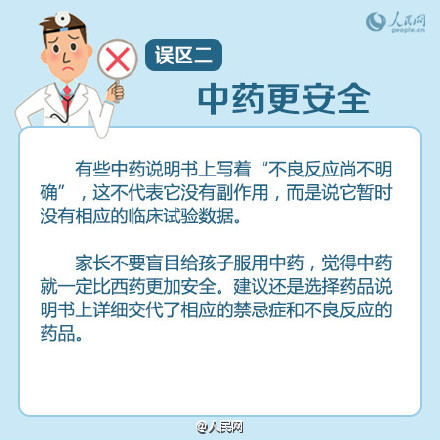 人民网
people.cn
误区二
中药更安全
有些中药说明书上写着“不良反应尚不明
确”，这不代表它没有副作用，而是说它暂时
没有相应的临床试验数据。
家长不要盲目给孩子服用中药，觉得中药
就一定比西药更加安全。建议还是选择药品说
明书上详细交代了相应的禁忌症和不良反应的
药品。
@人民网